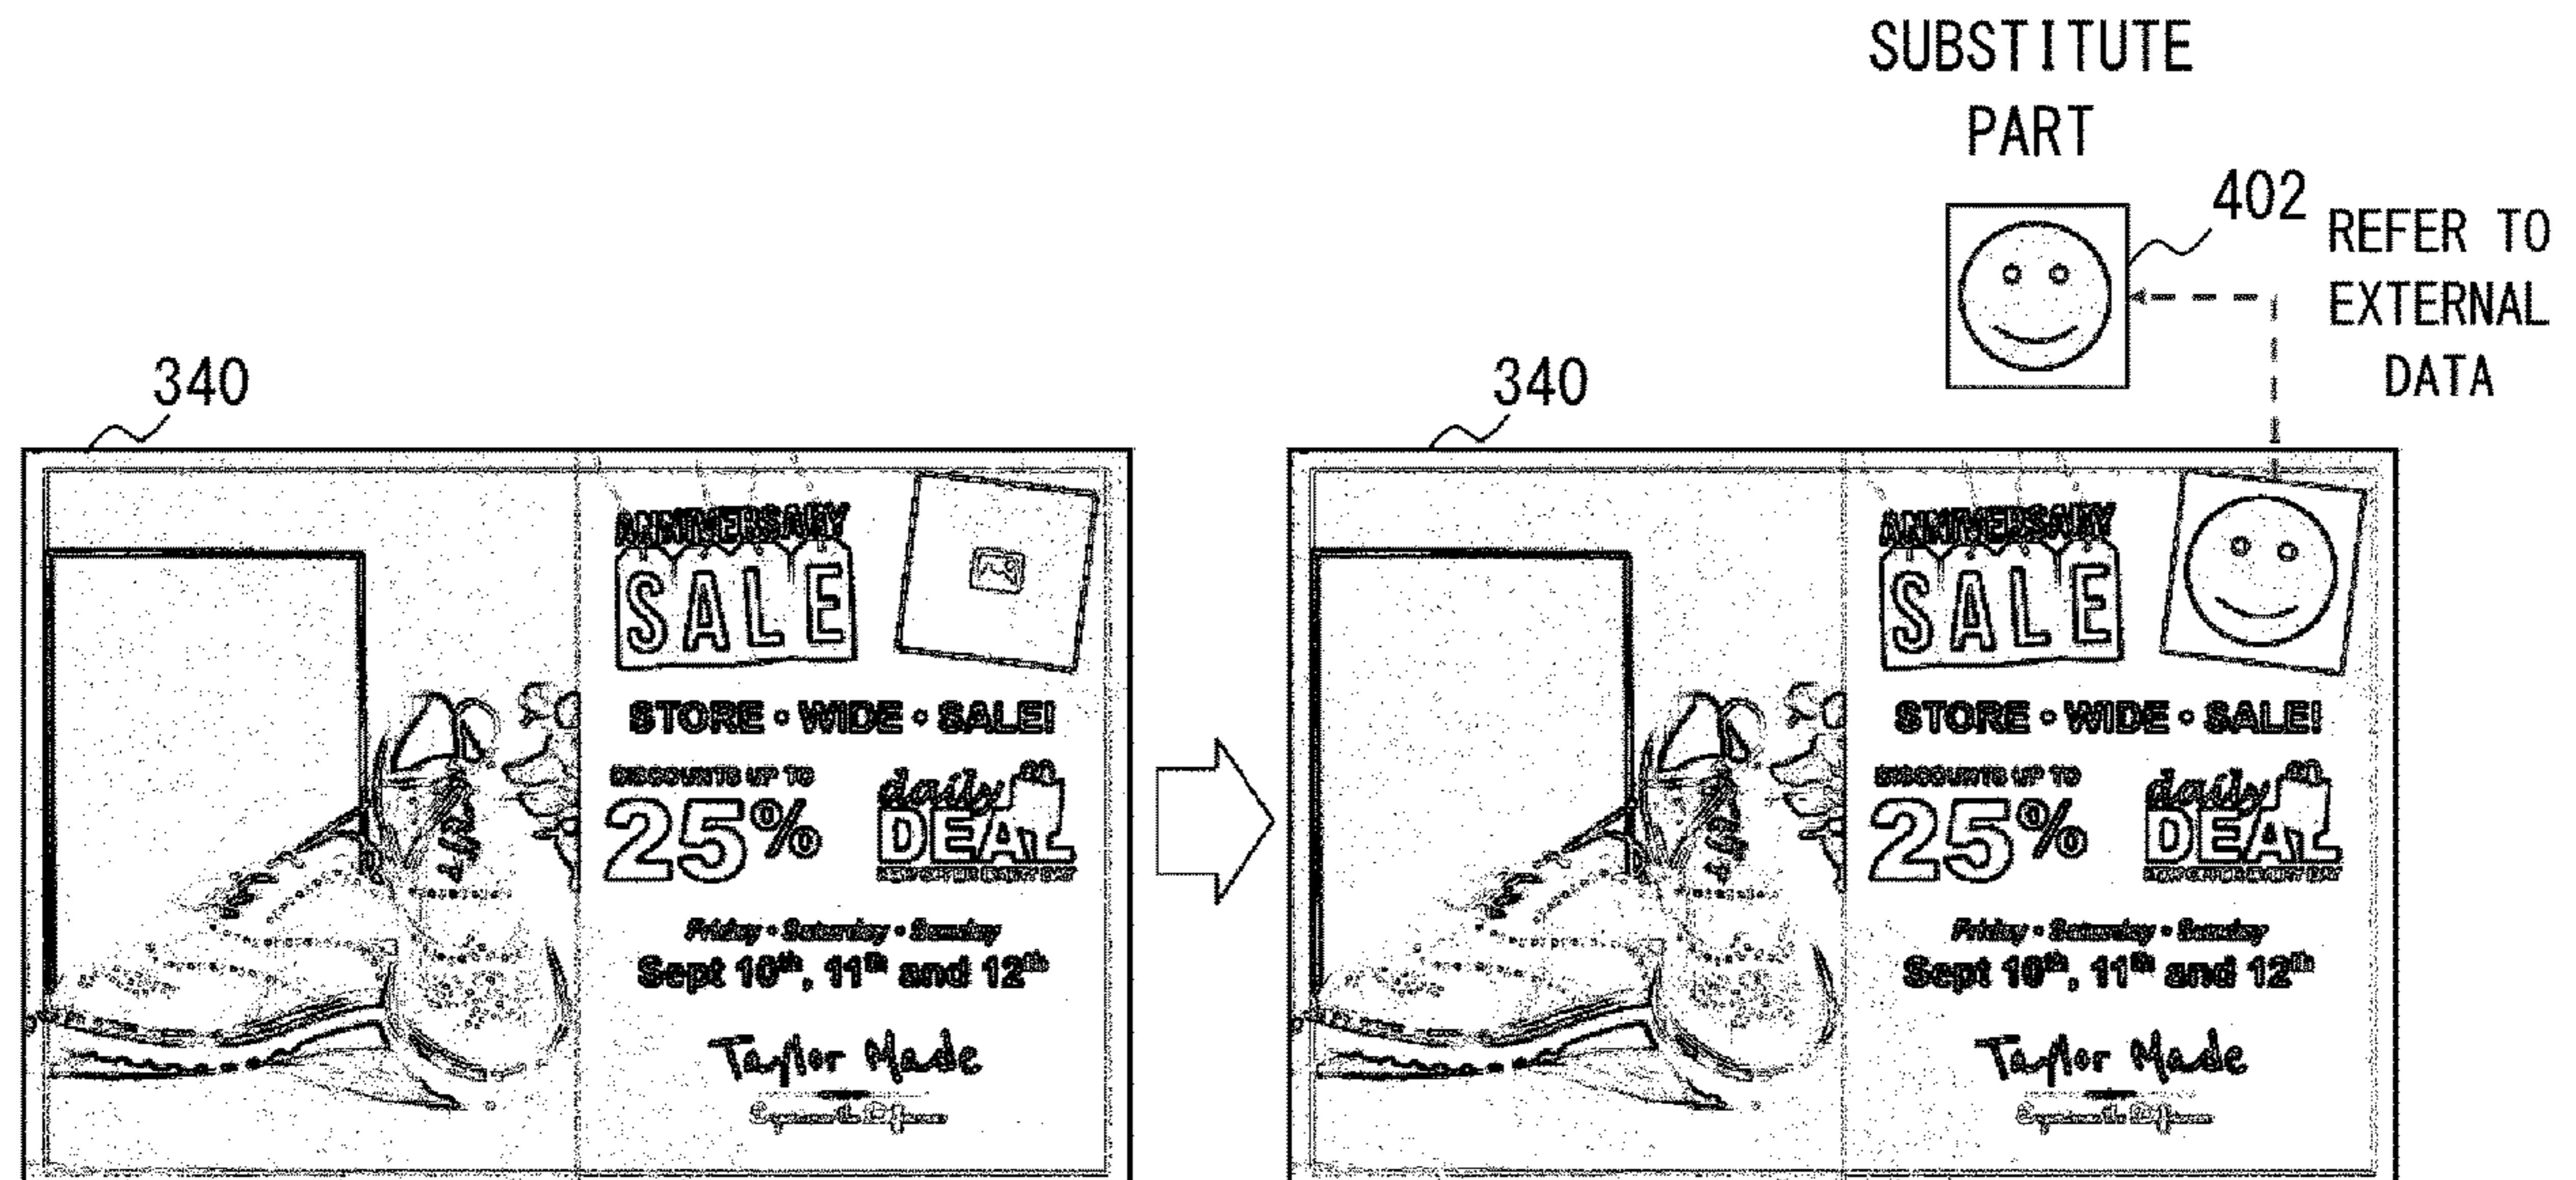 SUBSTITUTE
PART
402
REFER TO
EXTERNAL
DATA
340
ANNIVERSARY
SALE
STORE • WIDE • SALE!
DISCOUNTS UP TO
25%
daily
DEAL
Friday • Saturday • Sunday
Sept 10th, 11th and 12th
Taylor Made
340
ANNIVERSARY
SALE
STORE • WIDE • SALE!
DISCOUNTS UP TO
25%
daily
DEAL
Friday • Saturday • Sunday
Sept 10th, 11th and 12th
Taylor Made